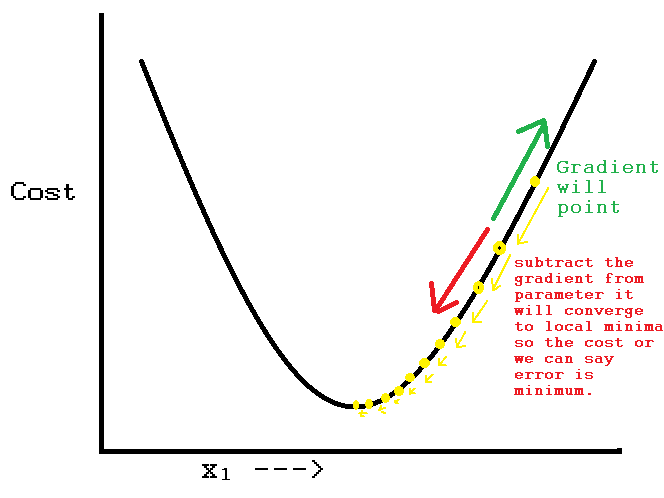 Cost
Gradient
will
point
subtract the
gradient from
parameter it
will converge
to local minima
so the cost or
we can say
error is
minimum.
x₁ --->